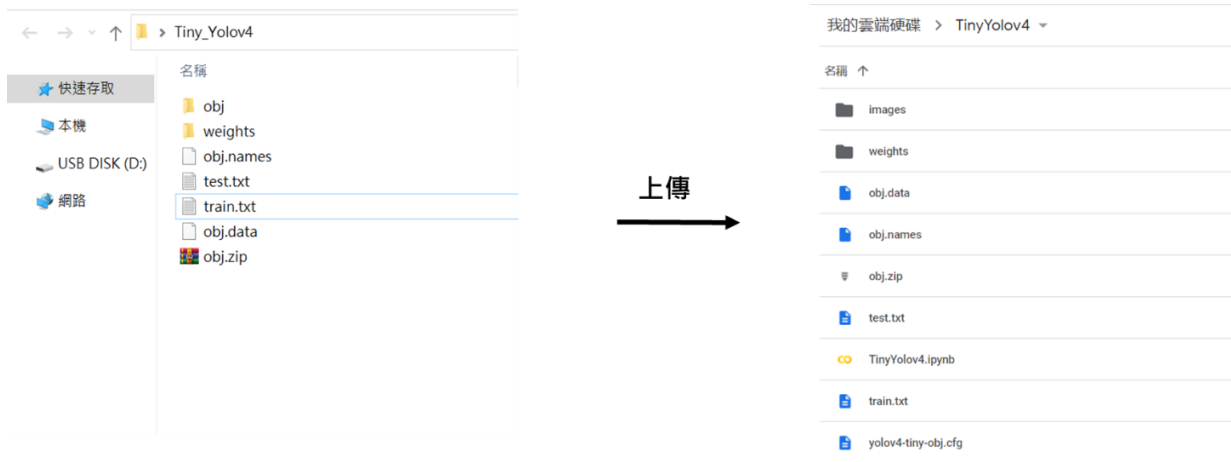 Tiny_Yolov4
名稱
快速存取
本機
USB DISK (D:)
網路
obj
weights
obj.names
test.txt
train.txt
obj.data
obj.zip
上傳
我的雲端硬碟 > TinyYolov4
名稱
images
weights
obj.data
obj.names
obj.zip
test.txt
TinyYolov4.ipynb
train.txt
yolov4-tiny-obj.cfg